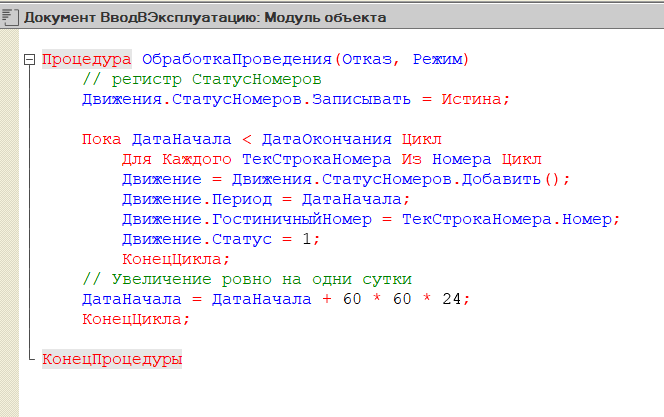 Документ ВводВЭксплуатацию: Модуль объекта
Процедура ОбработкаПроведения(Отказ, Режим)
// регистр СтатусНомеров
Движения.СтатусНомеров.Записывать = Истина;
Пока ДатаНачала < ДатаОкончания Цикл
Для Каждого ТекСтрокаНомера Из Номера Цикл
Движение = Движения.СтатусНомеров.Добавить();
Движение.Период = ДатаНачала;
Движение.ГостиничныйНомер = ТекСтрокаНомера.Номер;
Движение.Статус = 1;
КонецЦикла;
// Увеличение ровно на одни сутки
ДатаНачала = ДатаНачала + 60 * 60 * 24;
КонецЦикла;
КонецПроцедуры